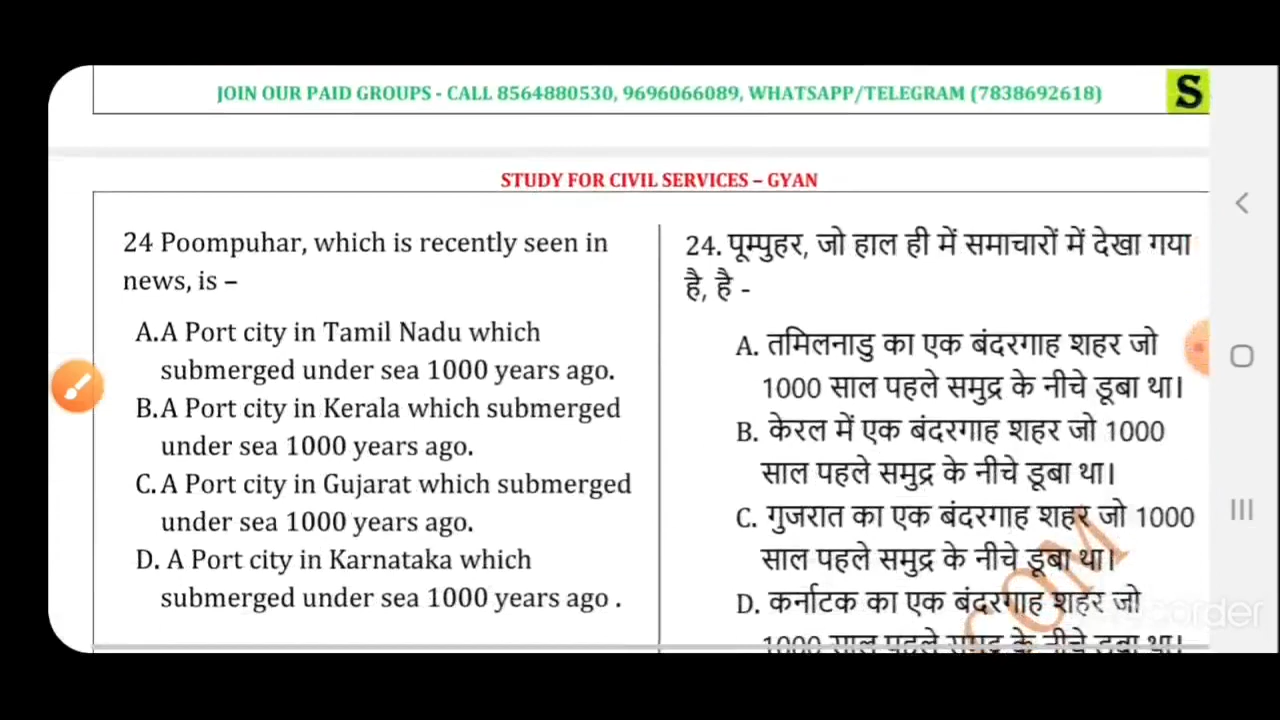 JOIN OUR PAID GROUPS - CALL 8564880530, 9696066089, WHATSAPP/TELEGRAM (7838692618)
S
STUDY FOR CIVIL SERVICES – GYAN
24 Poompuhar, which is recently seen in
news, is –
A.A Port city in Tamil Nadu which
submerged under sea 1000 years ago.
B.A Port city in Kerala which submerged
under sea 1000 years ago.
C.A Port city in Gujarat which submerged
under sea 1000 years ago.
D. A Port city in Karnataka which
submerged under sea 1000 years ago .
24. पूम्पुहर, जो हाल ही में समाचारों में देखा गया
है, है -
A. तमिलनाडु का एक बंदरगाह शहर जो
1000 साल पहले समुद्र के नीचे डूबा था।
B. केरल में एक बंदरगाह शहर जो 1000
साल पहले समुद्र के नीचे डूबा था।
C. गुजरात का एक बंदरगाह शहर जो 1000
साल पहले समुद्र के नीचे डूबा था।
D. कर्नाटक का एक बंदरगाह शहर जो
1000 साल पहले समुद्र के नीचे डूबा था।
COM